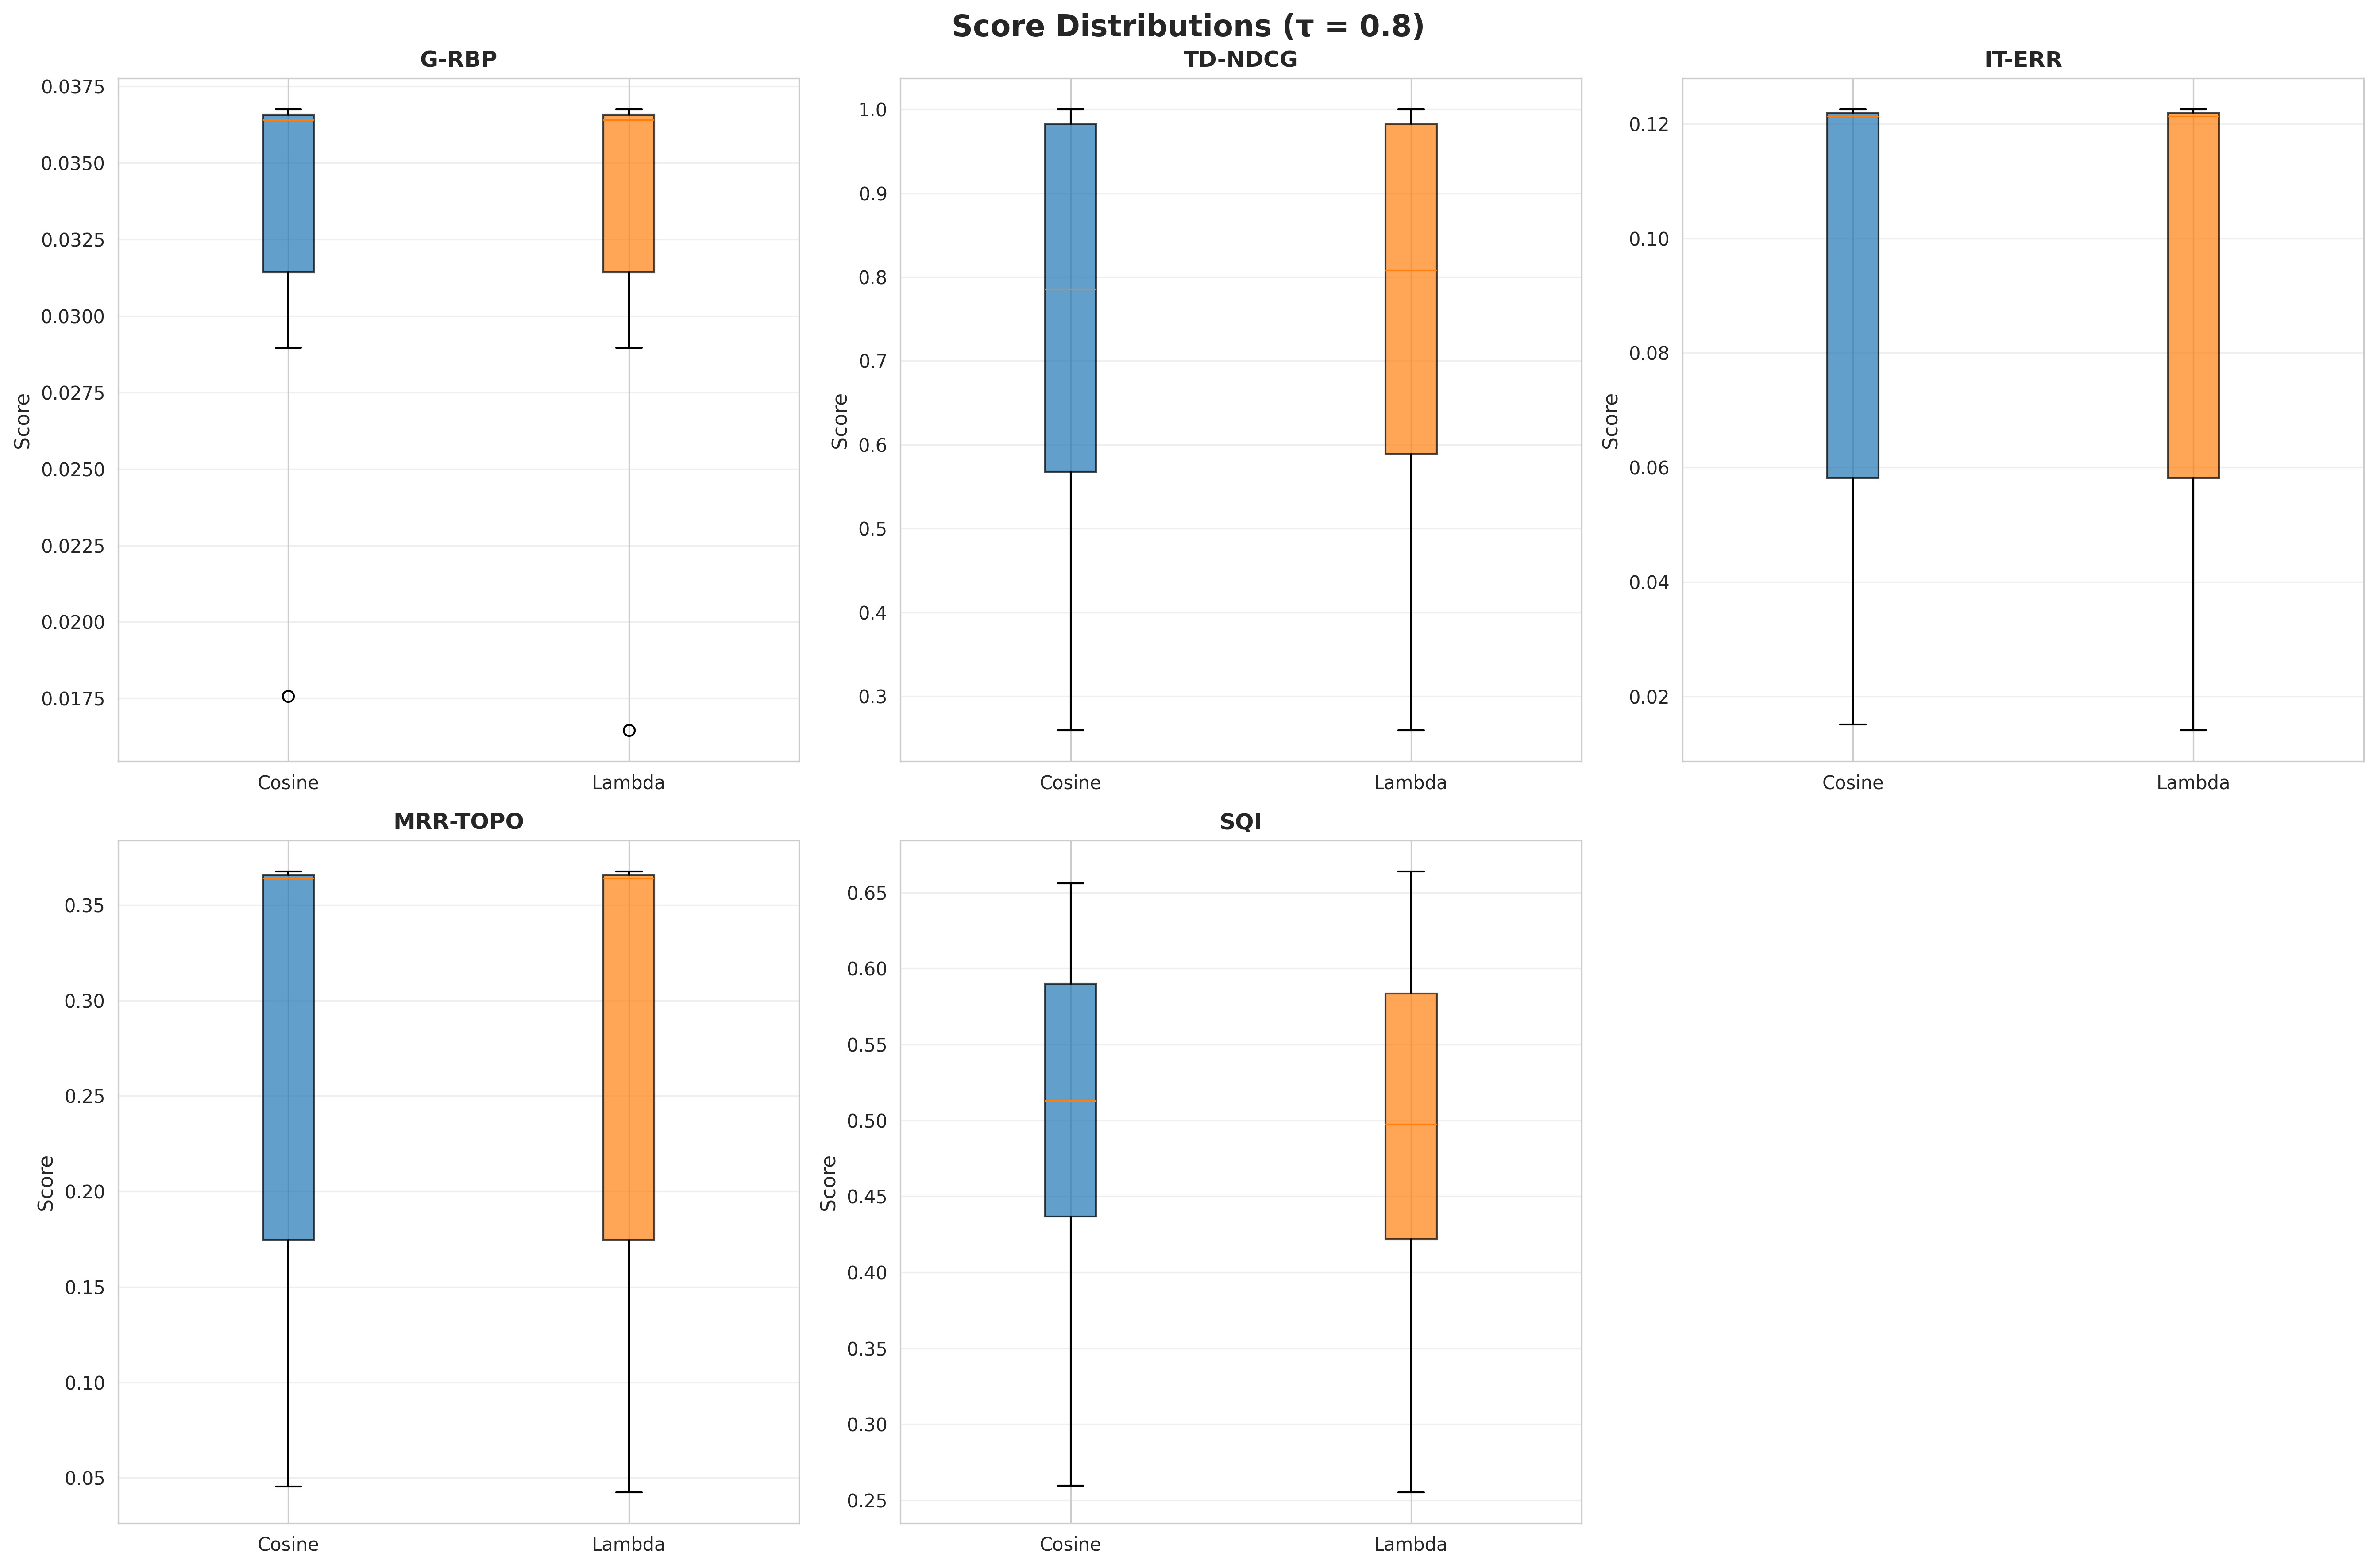 Score Distributions (τ = 0.8)
G-RBP
TD-NDCG
IT-ERR
0.0375
0.0350
0.0325
0.0300
0.0275
0.0250
0.0225
0.0200
0.0175
Score
Cosine
Lambda
1.0
0.9
0.8
0.7
0.6
0.5
0.4
0.3
Score
Cosine
Lambda
0.12
0.10
0.08
0.06
0.04
0.02
Score
Cosine
Lambda
MRR-TOPO
SQI
0.35
0.30
0.25
0.20
0.15
0.10
0.05
Score
Cosine
Lambda
0.65
0.60
0.55
0.50
0.45
0.40
0.35
0.30
0.25
Score
Cosine
Lambda